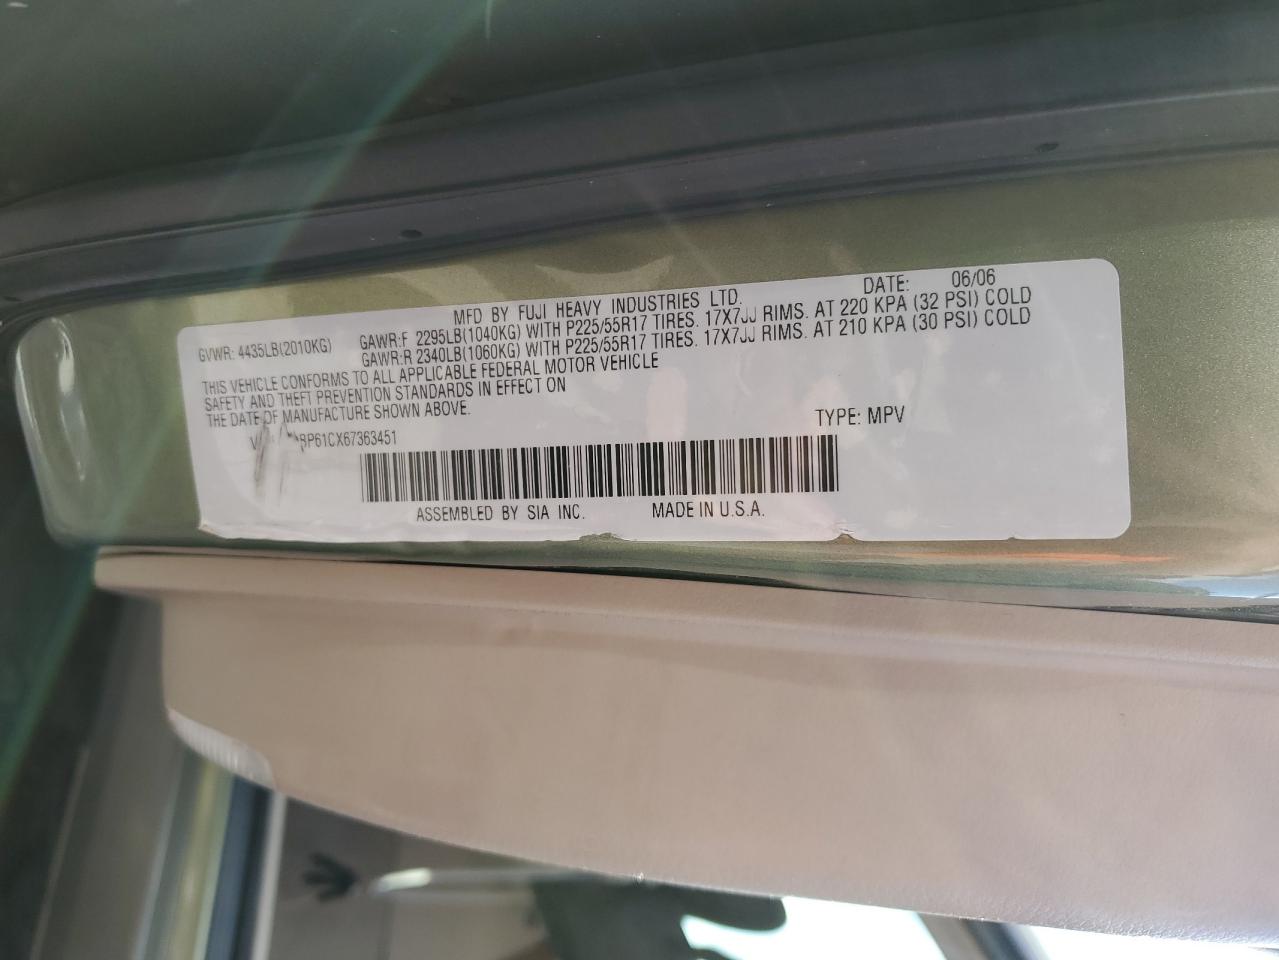 MFD BY FUJI HEAVY INDUSTRIES LTD. DATE: 06/06
GVWR: 4435LB(2010KG) GAWR:F 2295LB(1040KG) WITH P225/55R17 TIRES. 17X7JJ RIMS. AT 220 KPA (32 PSI) COLD
GAWR:R 2340LB(1060KG) WITH P225/55R17 TIRES. 17X7JJ RIMS. AT 210 KPA (30 PSI) COLD
THIS VEHICLE CONFORMS TO ALL APPLICABLE FEDERAL MOTOR VEHICLE
SAFETY AND THEFT PREVENTION STANDARDS IN EFFECT ON
THE DATE OF MANUFACTURE SHOWN ABOVE.
BP61CX67363451 TYPE: MPV
ASSEMBLED BY SIA INC. MADE IN U.S.A.